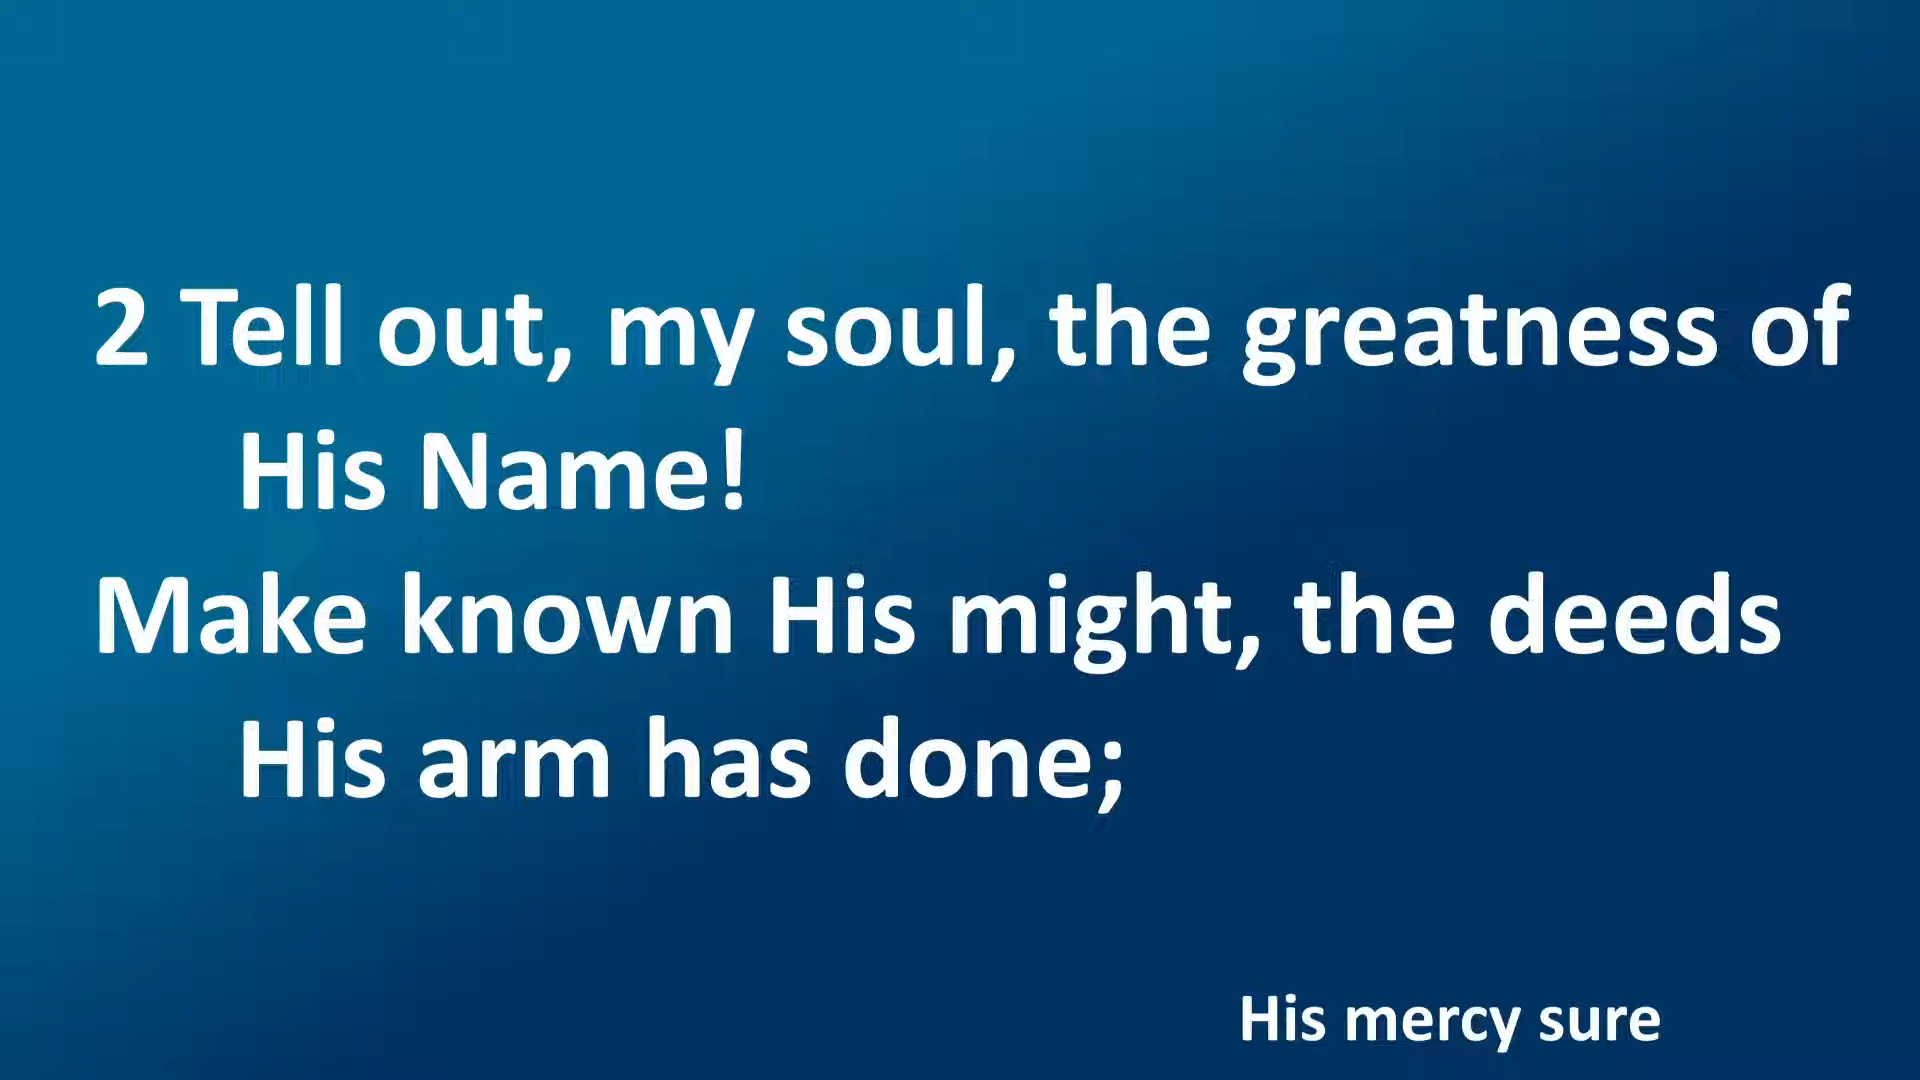 2 Tell out, my soul, the greatness of
His Name!
Make known His might, the deeds
His arm has done;
His mercy sure